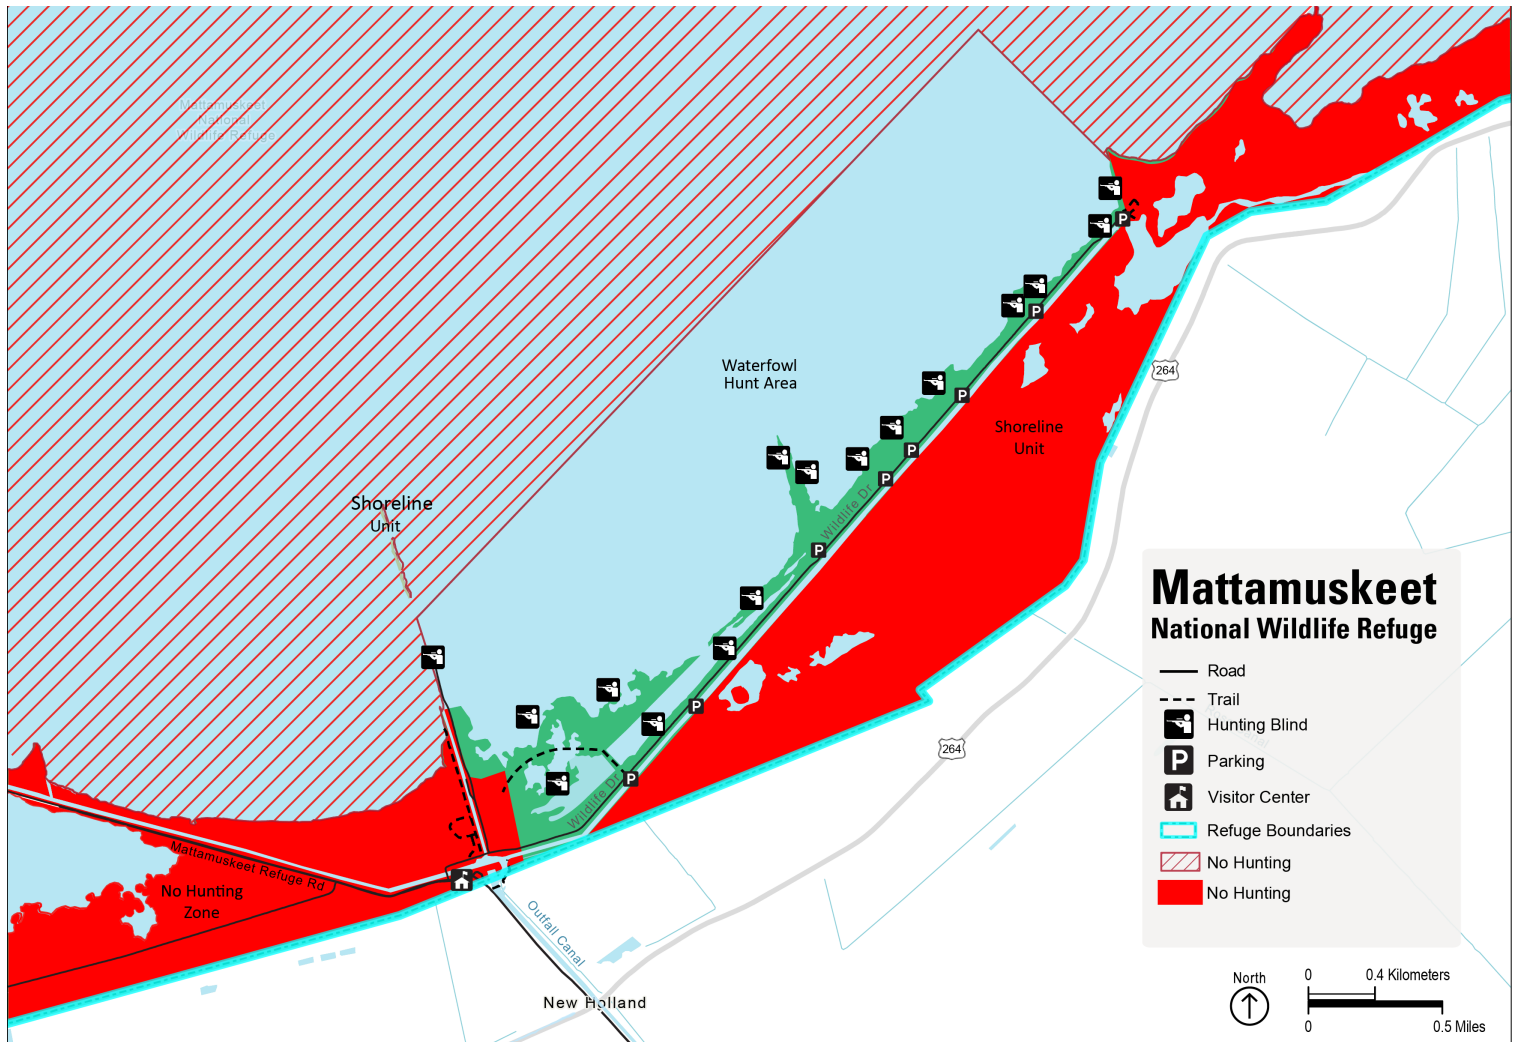 Mattamuskeet
National
Wildlife Refuge
Waterfowl
Hunt Area
264
Shoreline
Unit
Wildlife Dr
Shoreline
Unit
264
Wildlife Dr
Mattamuskeet Refuge Rd
No Hunting
Zone
Outfall Canal
New Holland
P
P
P
P
P
P
P
P
Mattamuskeet
National Wildlife Refuge
Road
Trail
Hunting Blind
P Parking
Visitor Center
Refuge Boundaries
No Hunting
No Hunting
North
0 0.4 Kilometers
0 0.5 Miles